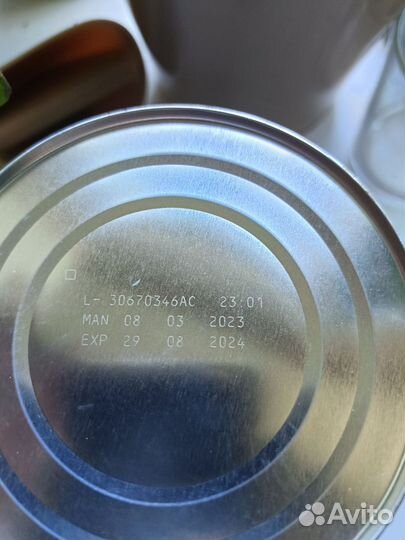 L- 30670346AC 23:01
MAN 08 03 2023
EXP 29 08 2024
Avito